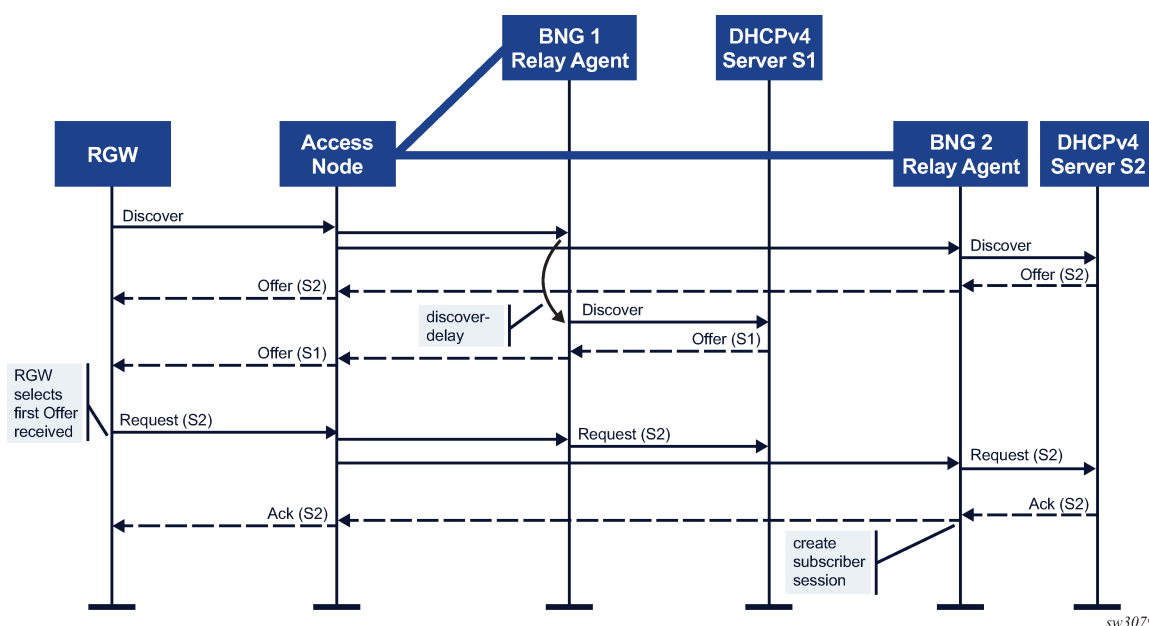 BNG 1
Relay Agent
DHCPv4
Server S1
RGW
Access
Node
BNG 2
Relay Agent
DHCPv4
Server S2
Discover
Discover
Offer (S2)
Offer (S2)
discover-
delay
Discover
Offer (S1)
Offer (S1)
RGW
selects
first Offer
received
Request (S2)
Request (S2)
Request (S2)
Ack (S2)
Ack (S2)
create
subscriber
session